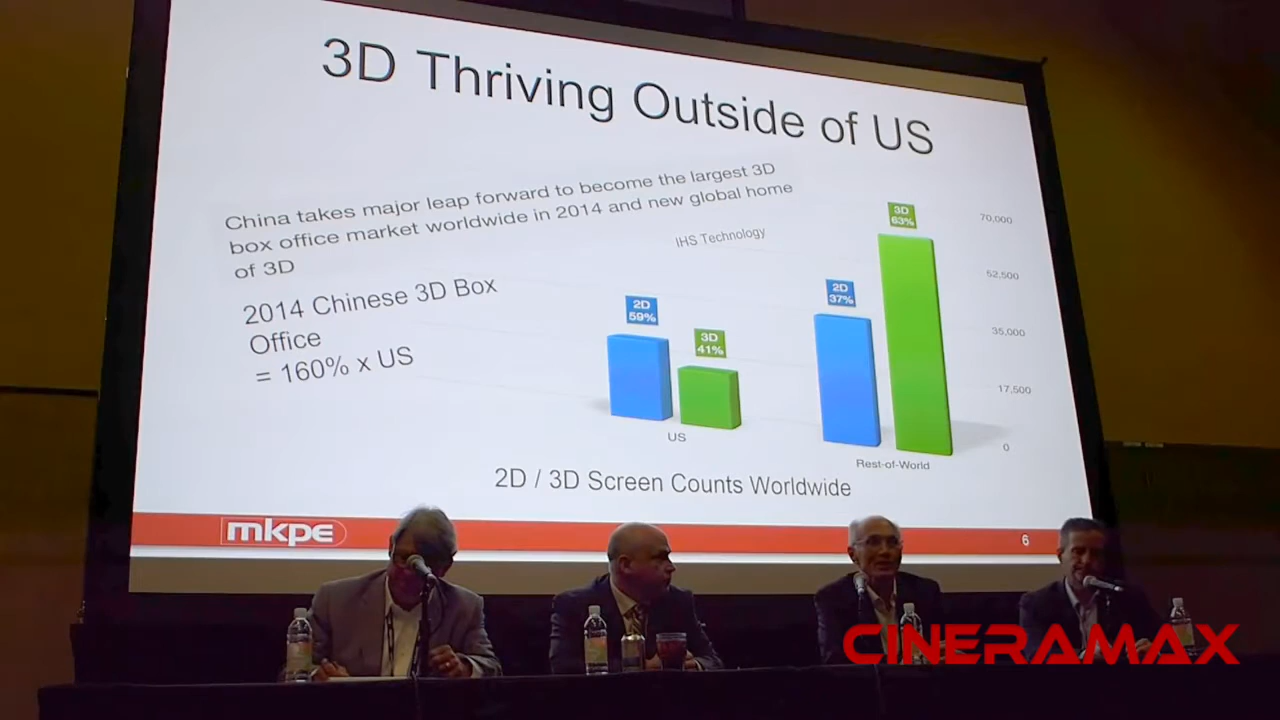 3D Thriving Outside of US
China takes major leap forward to become the largest 3D
box office market worldwide in 2014 and new global home
of 3D
IHS Technology
2014 Chinese 3D Box
Office
= 160% x US
2D
59%
3D
41%
2D
37%
3D
63%
70,000
52,500
35,000
17,500
0
US
Rest-of-World
2D / 3D Screen Counts Worldwide
mkpe
6
CINERAMAX